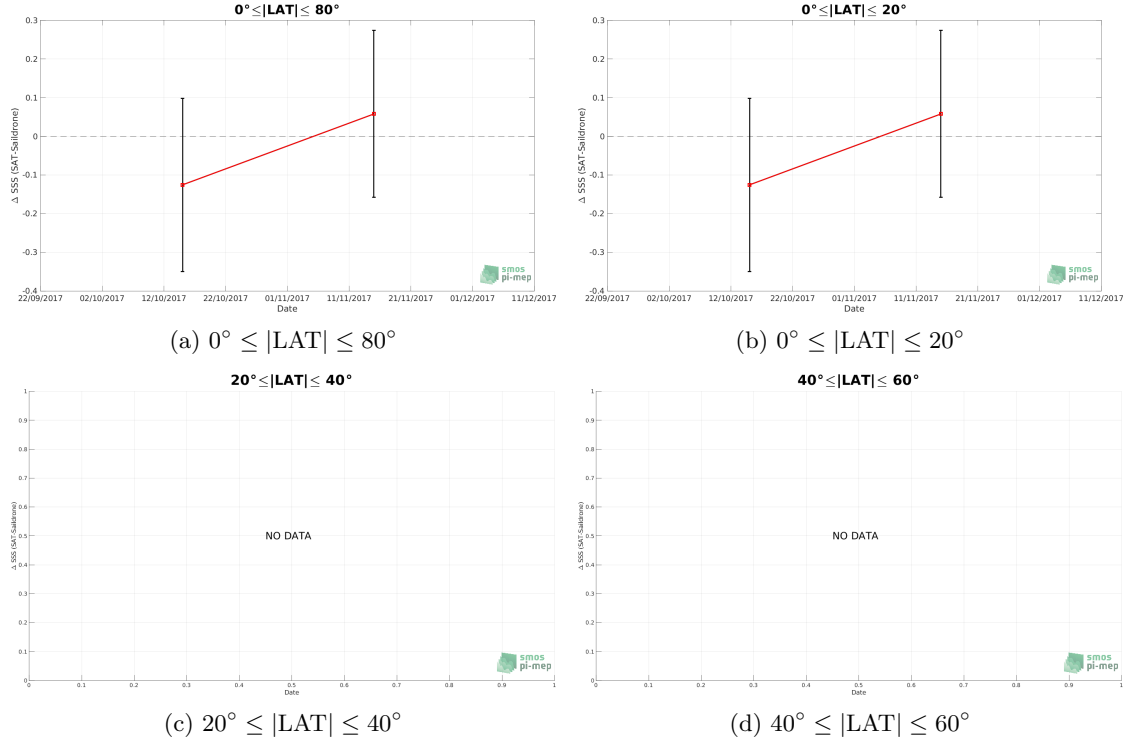 0°≤|LAT|≤ 80°
0.3
0.2
0.1
0
-0.1
-0.2
-0.3
-0.4
Δ SSS (SAT-Saildrone)
22/09/2017 02/10/2017 12/10/2017 22/10/2017 01/11/2017 11/11/2017 21/11/2017 01/12/2017 11/12/2017
Date
smos
pi-mep
(a) 0° ≤ |LAT| ≤ 80°
0°≤|LAT|≤ 20°
0.3
0.2
0.1
0
-0.1
-0.2
-0.3
-0.4
Δ SSS (SAT-Saildrone)
22/09/2017 02/10/2017 12/10/2017 22/10/2017 01/11/2017 11/11/2017 21/11/2017 01/12/2017 11/12/2017
Date
smos
pi-mep
(b) 0° ≤ |LAT| ≤ 20°
20°≤|LAT|≤ 40°
1
0.9
0.8
0.7
0.6
0.5
0.4
0.3
0.2
0.1
0
Δ SSS (SAT-Saildrone)
NO DATA
0 0.1 0.2 0.3 0.4 0.5 0.6 0.7 0.8 0.9 1
Date
smos
pi-mep
(c) 20° ≤ |LAT| ≤ 40°
40°≤|LAT|≤ 60°
1
0.9
0.8
0.7
0.6
0.5
0.4
0.3
0.2
0.1
0
Δ SSS (SAT-Saildrone)
NO DATA
0 0.1 0.2 0.3 0.4 0.5 0.6 0.7 0.8 0.9 1
Date
smos
pi-mep
(d) 40° ≤ |LAT| ≤ 60°